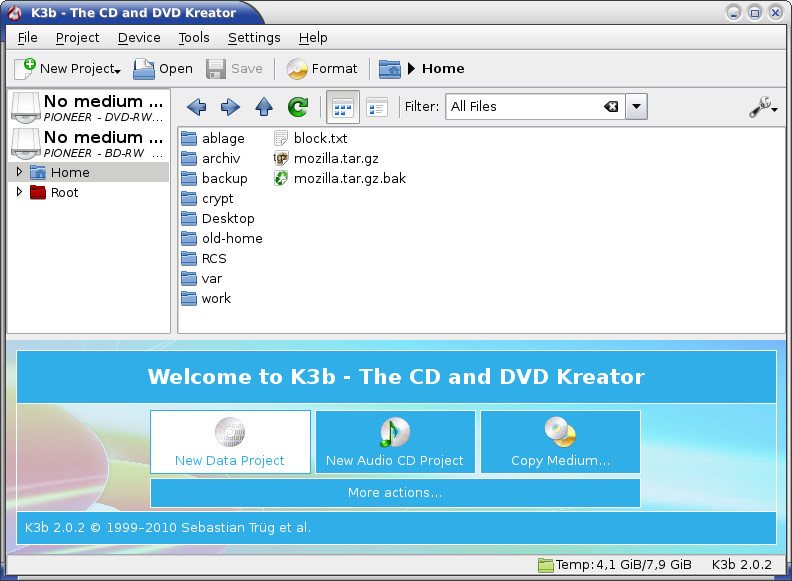 K3b - The CD and DVD Kreator
File Project Device Tools Settings Help
New Project Open Save Format Home
No medium ...
PIONEER - DVD-RW...
No medium ...
PIONEER - BD-RW ...
Home
Root
Filter: All Files
ablage block.txt
archiv mozilla.tar.gz
backup mozilla.tar.gz.bak
crypt
Desktop
old-home
RCS
var
work
Welcome to K3b - The CD and DVD Kreator
New Data Project New Audio CD Project Copy Medium...
More actions...
K3b 2.0.2 © 1999–2010 Sebastian Trüg et al.
Temp: 4,1 GiB/7,9 GiB K3b 2.0.2